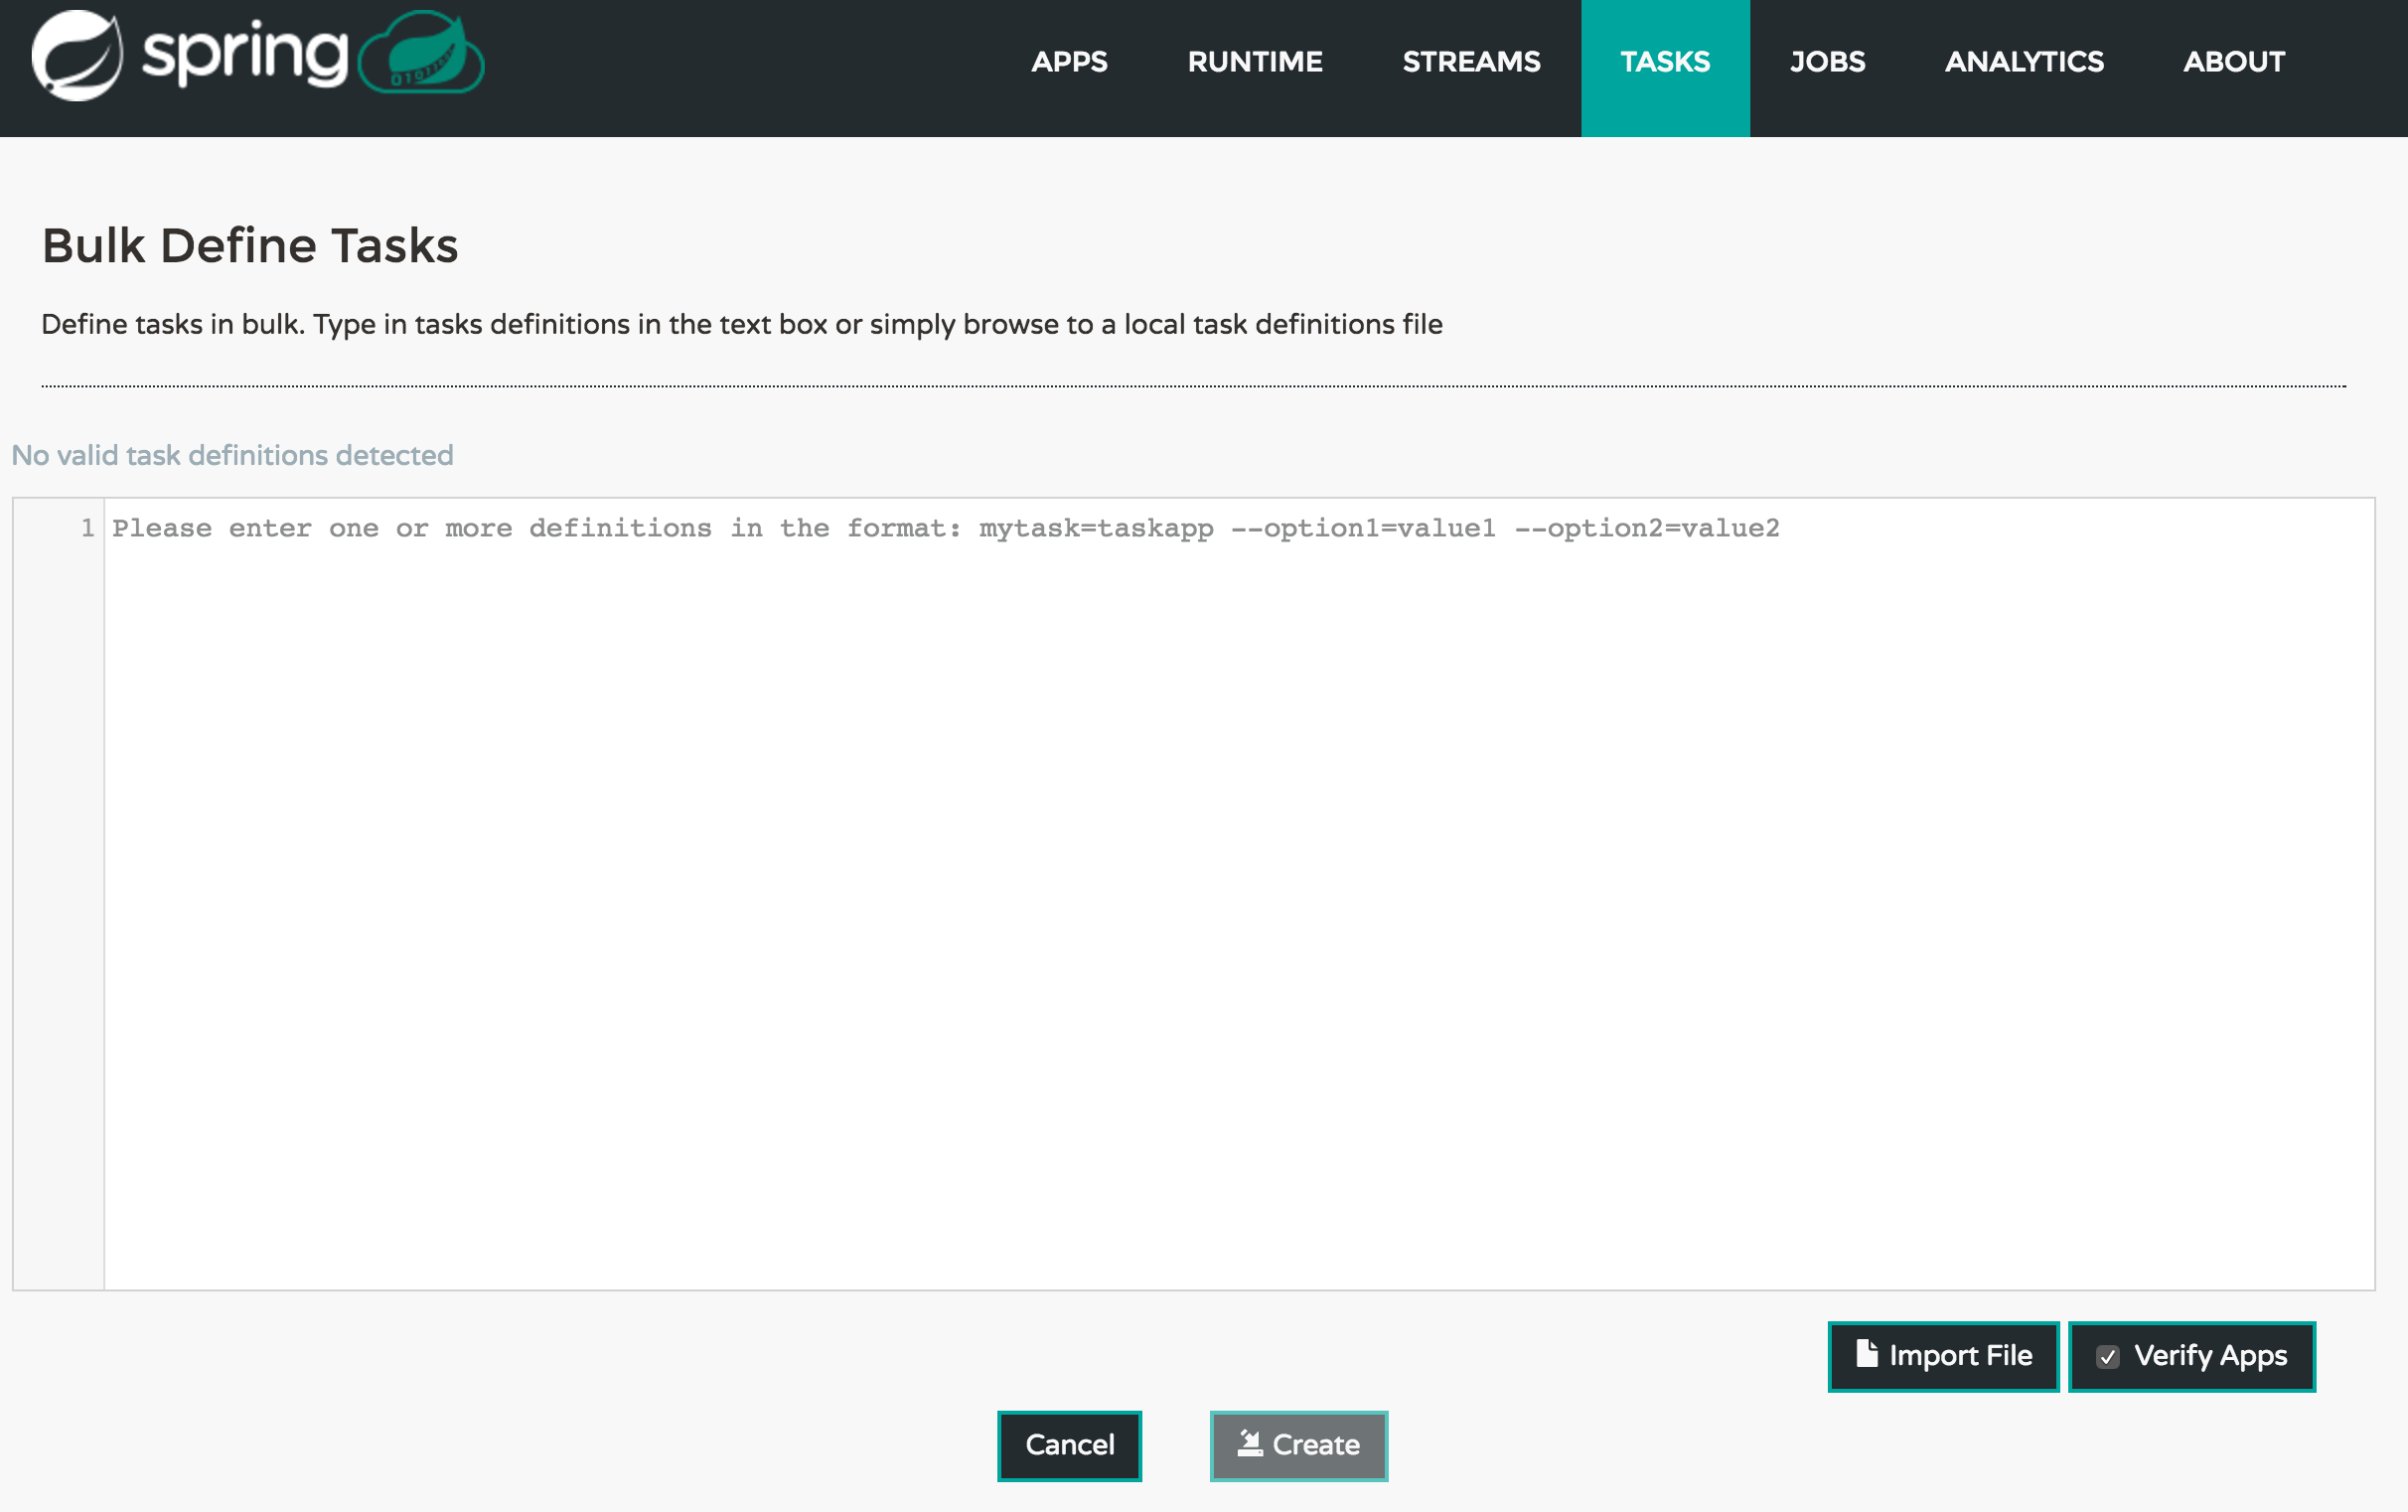 spring
APPS RUNTIME STREAMS TASKS JOBS ANALYTICS ABOUT
Bulk Define Tasks
Define tasks in bulk. Type in tasks definitions in the text box or simply browse to a local task definitions file
No valid task definitions detected
1 Please enter one or more definitions in the format: mytask=taskapp --option1=value1 --option2=value2
Import File Verify Apps
Cancel Create